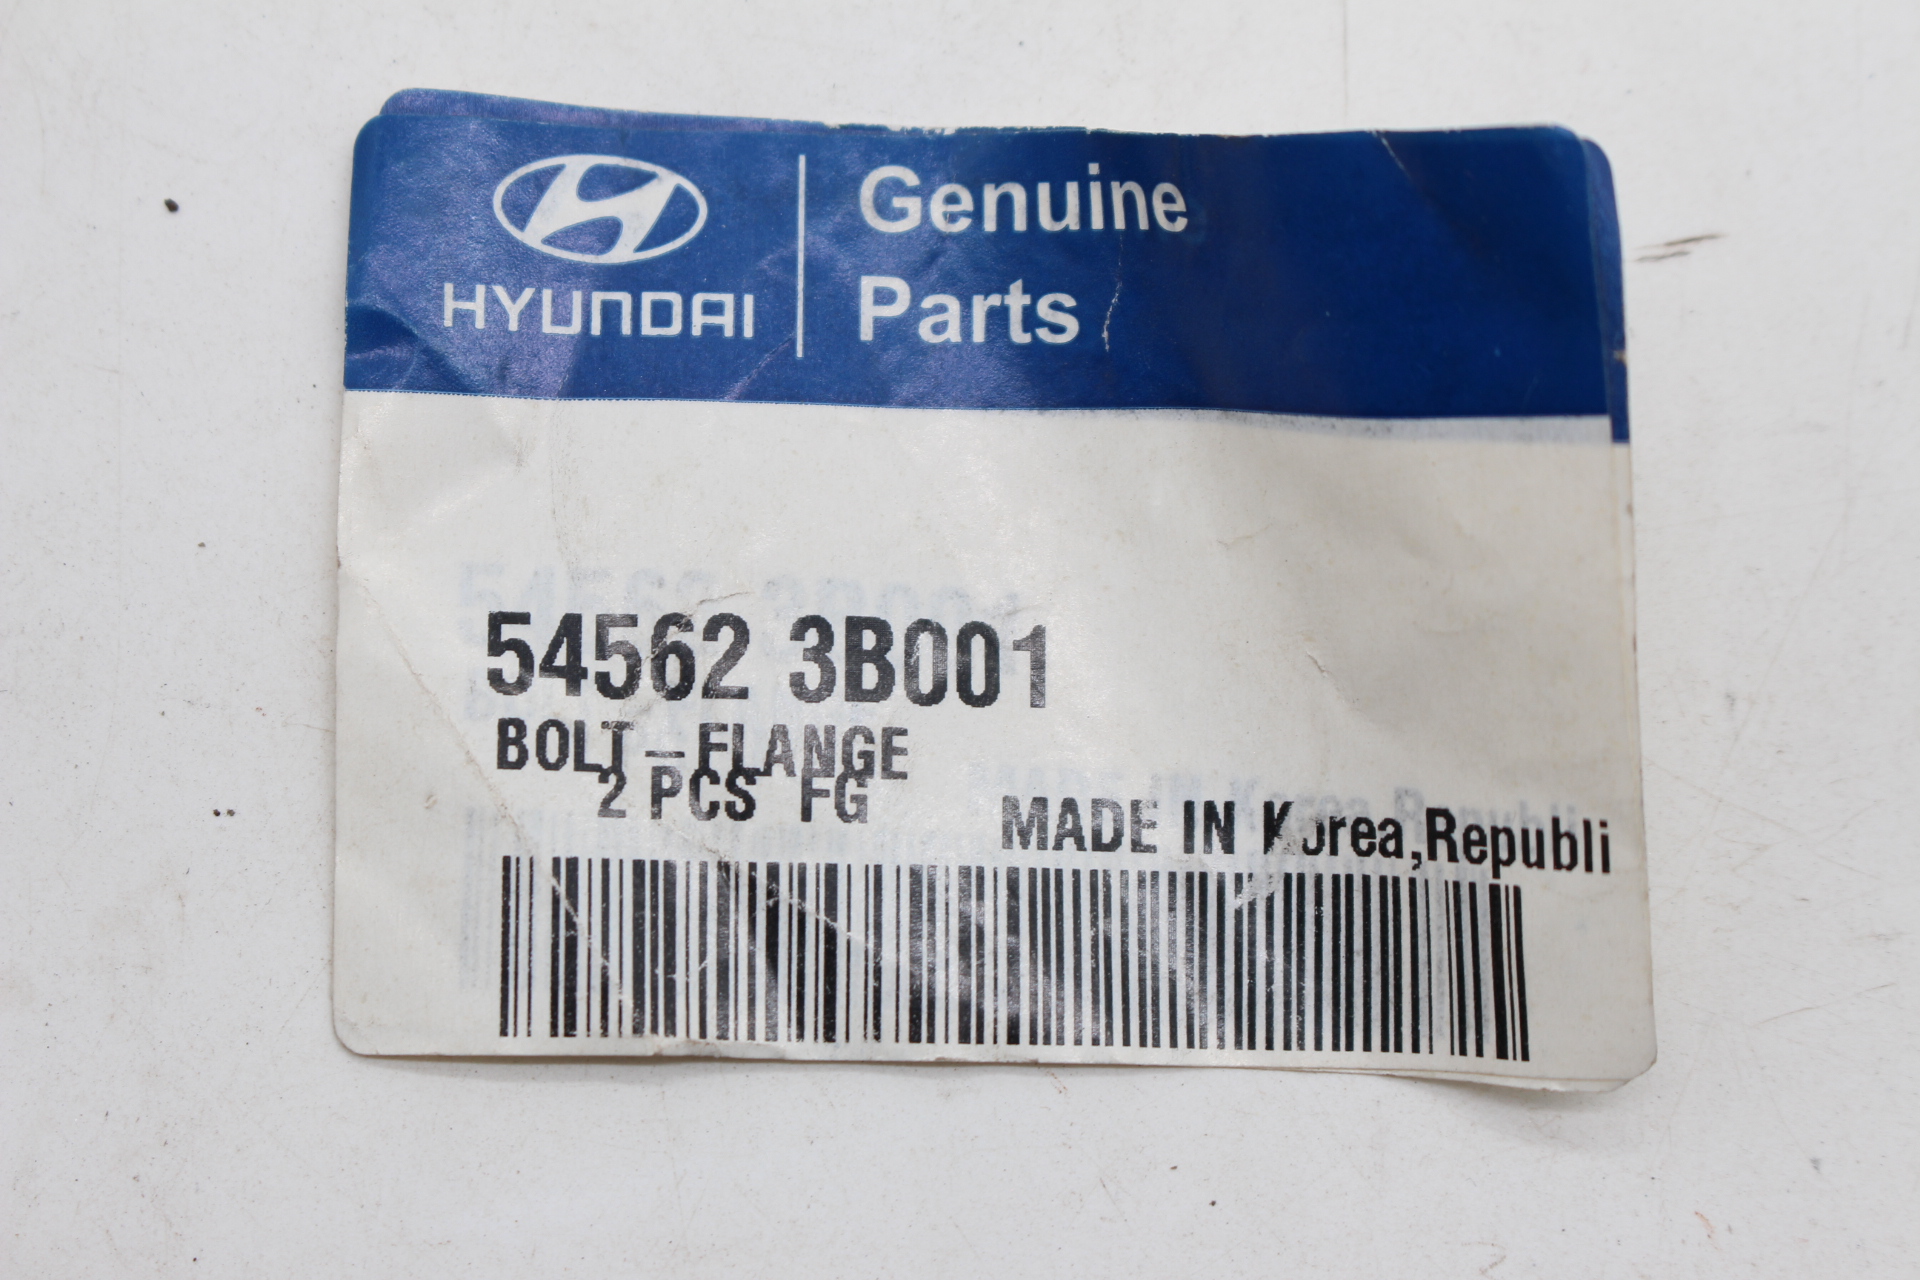 HYUNDAI
Genuine
Parts
54562 3B001
BOLT-FLANGE
2 PCS FG
MADE IN Korea,Republi